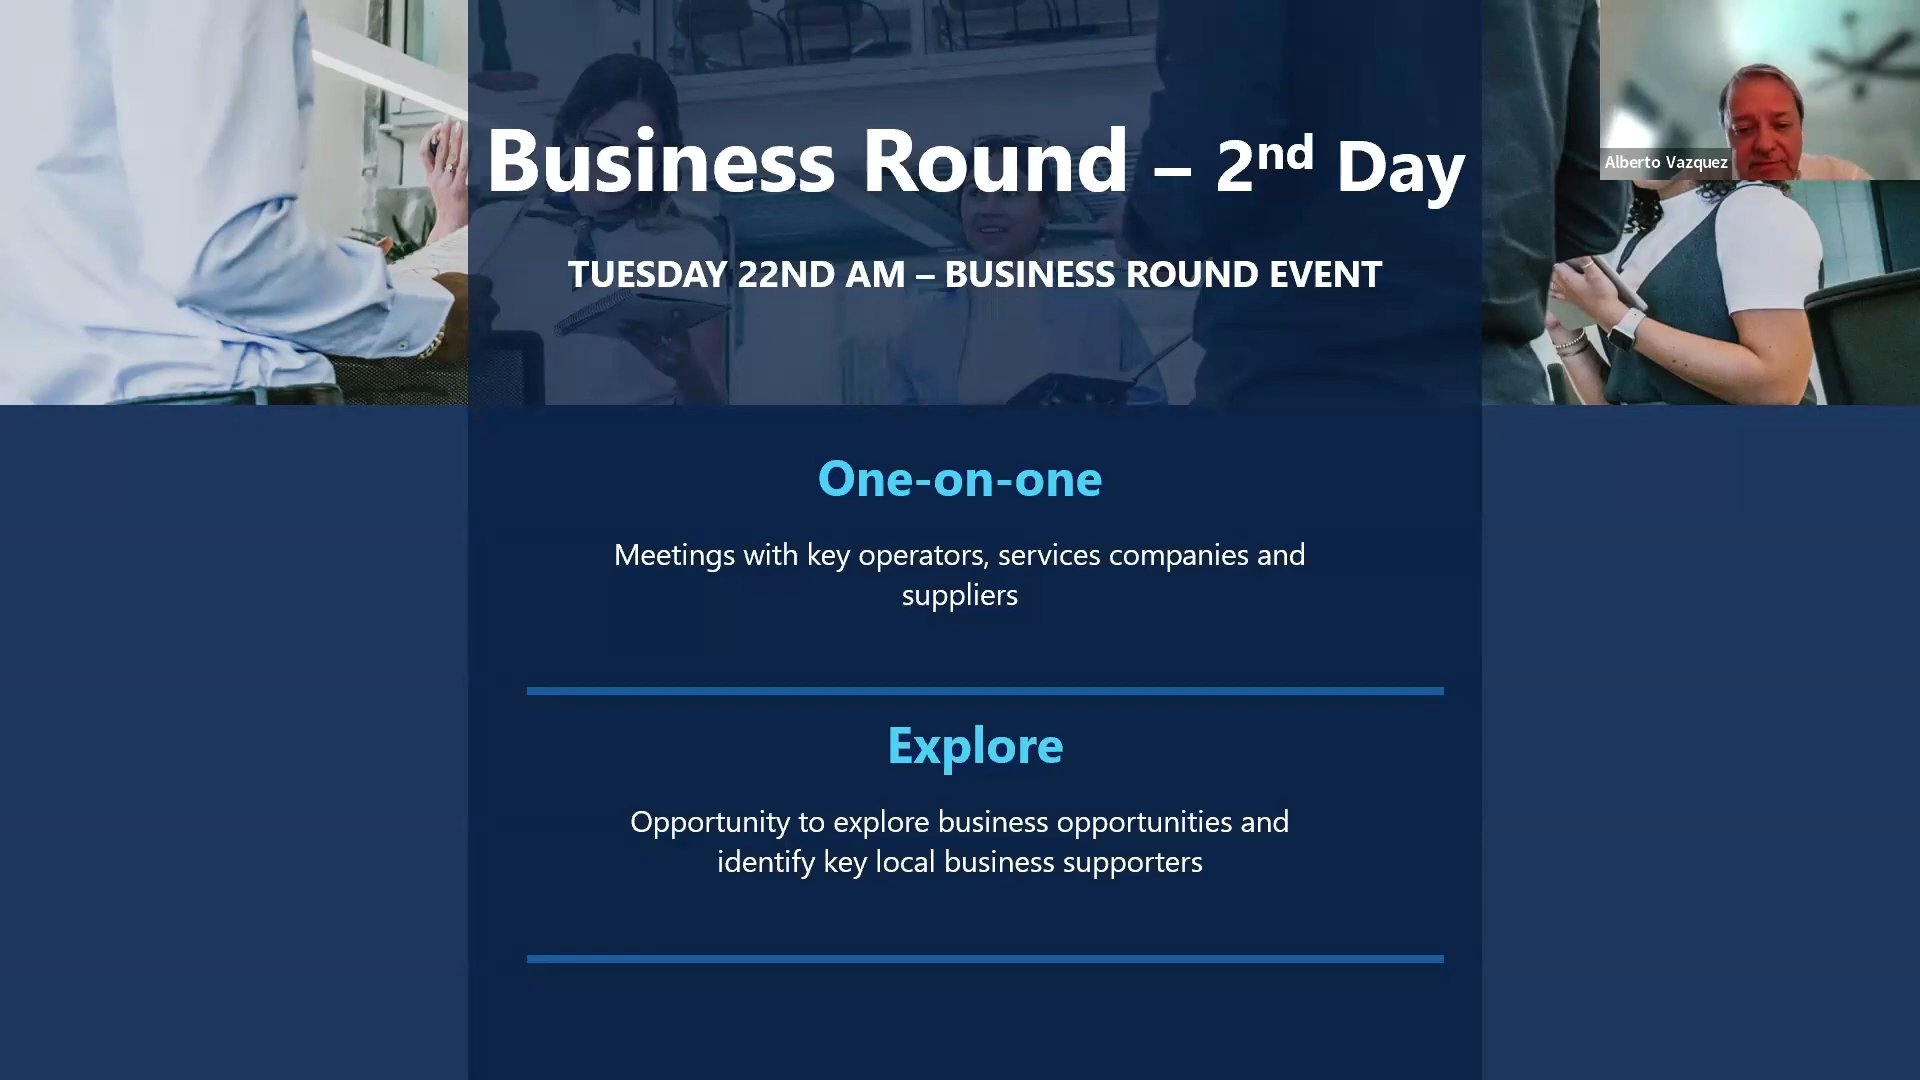 Business Round – 2nd Day
Alberto Vazquez
TUESDAY 22ND AM – BUSINESS ROUND EVENT
One-on-one
Meetings with key operators, services companies and
suppliers
Explore
Opportunity to explore business opportunities and
identify key local business supporters